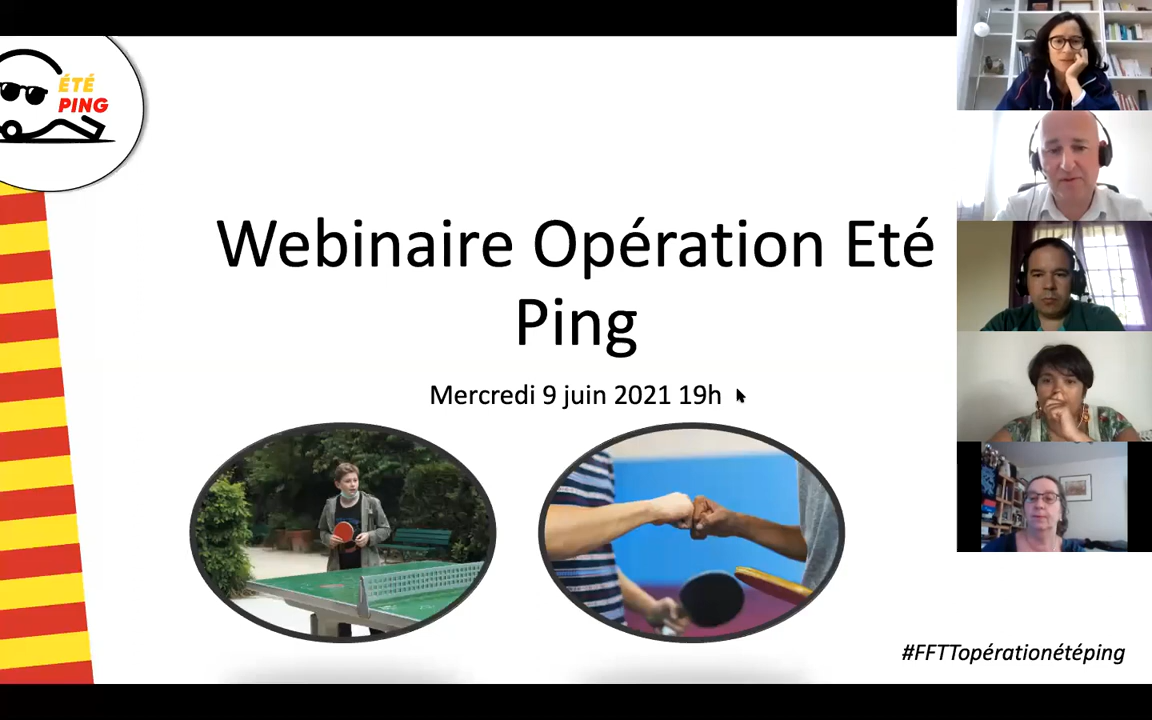 ÉTÉ
PING
Webinaire Opération Eté
Ping
Mercredi 9 juin 2021 19h
#FFTTopérationétéping